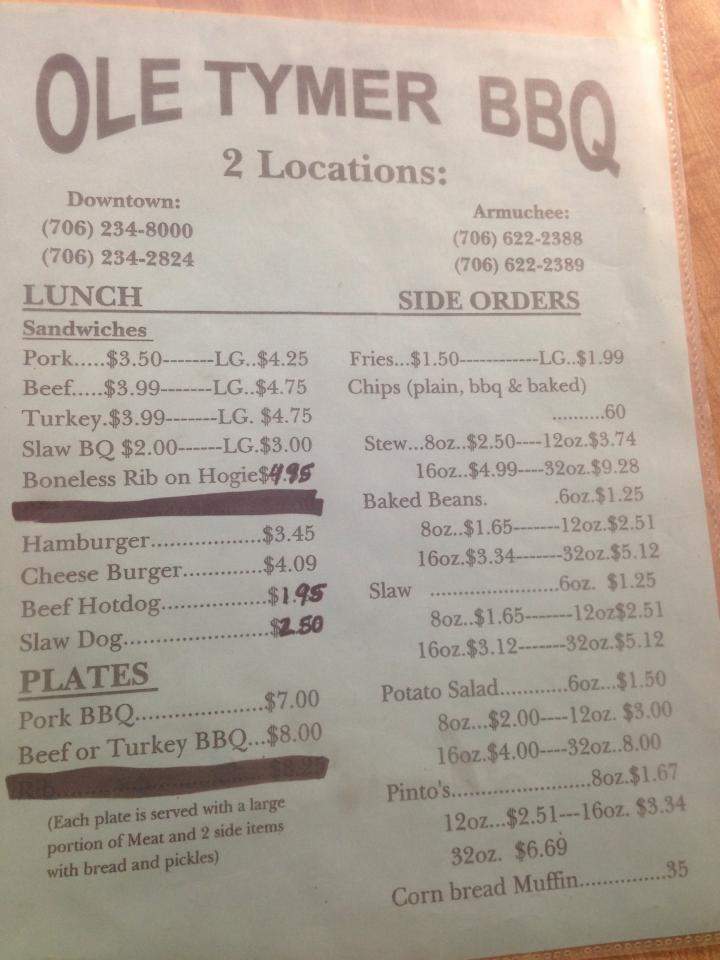 OLE TYMER BBQ
2 Locations:
Downtown:
(706) 234-8000
(706) 234-2824
Armuchee:
(706) 622-2388
(706) 622-2389
LUNCH
Sandwiches
Pork.....$3.50-------LG..$4.25
Beef.....$3.99-------LG..$4.75
Turkey.$3.99-------LG. $4.75
Slaw BQ $2.00------LG.$3.00
Boneless Rib on Hogie$4.95
Hamburger..................$3.45
Cheese Burger.............$4.09
Beef Hotdog.................$1.95
Slaw Dog.......................$2.50
PLATES
Pork BBQ....................$7.00
Beef or Turkey BBQ...$8.00
Rib..........$8.25
(Each plate is served with a large
portion of Meat and 2 side items
with bread and pickles)
SIDE ORDERS
Fries...$1.50------------LG..$1.99
Chips (plain, bbq & baked)
..........60
Stew...8oz..$2.50----12oz.$3.74
16oz..$4.99----32oz.$9.28
Baked Beans. .6oz.$1.25
8oz..$1.65-------12oz.$2.51
16oz.$3.34-------32oz.$5.12
Slaw ....................6oz. $1.25
8oz..$1.65-------12oz$2.51
16oz.$3.12-------32oz.$5.12
Potato Salad...........6oz...$1.50
8oz...$2.00----12oz. $3.00
16oz.$4.00----32oz..8.00
Pinto's.......................8oz.$1.67
12oz...$2.51---16oz. $3.34
32oz. $6.69
Corn bread Muffin...............35